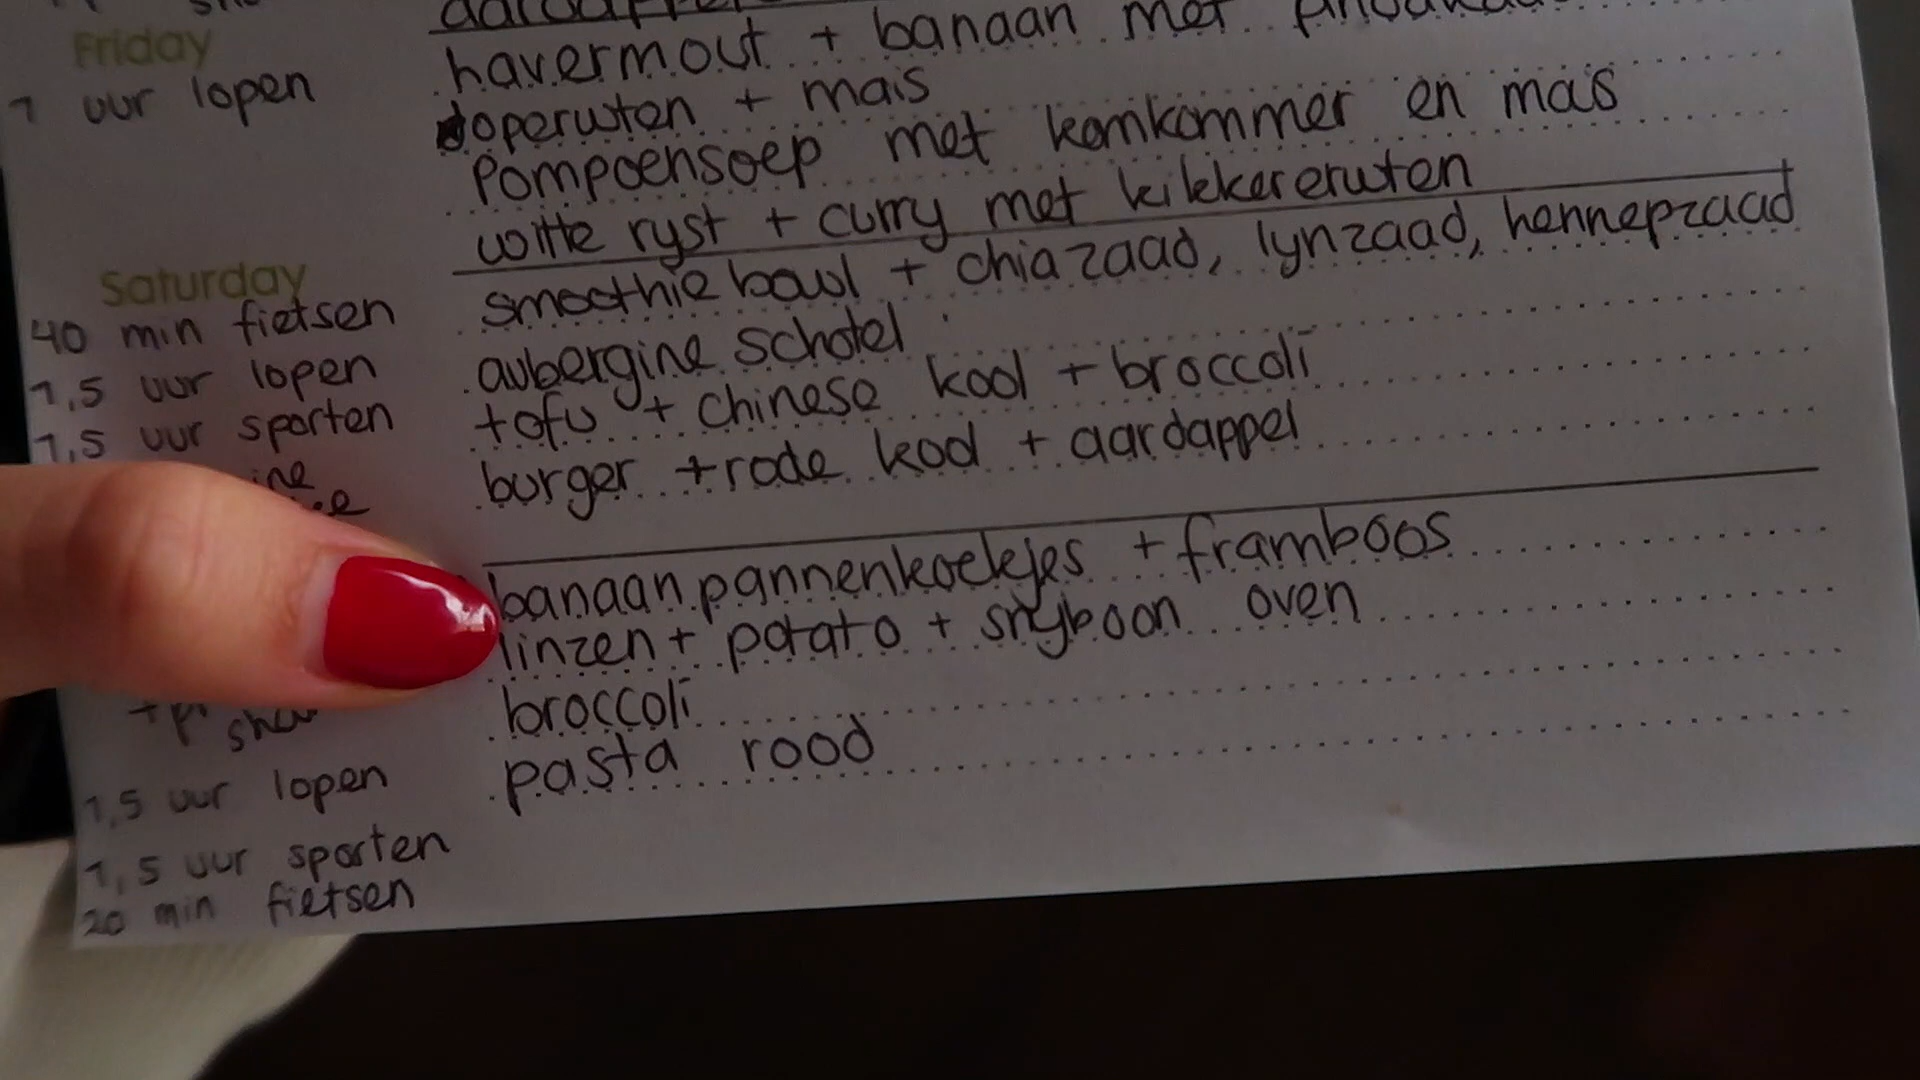 Friday
1 uur lopen
havermout + banaan met
doperwten + mais
Pompoensoep met komkommer en mais
witte ryst + curry met kikkererwten
Saturday
40 min fietsen
1,5 uur lopen
1,5 uur sporten
smoothie bowl + chiazaad, lynzaad, hennepzaad
aubergine schotel
tofu + chinese kool + broccoli
burger + rode kool + aardappel
banaan pannenkoekjes + framboos
linzen + potato + snyboon oven
broccoli
pasta rood
1,5 uur lopen
1,5 uur sporten
20 min fietsen